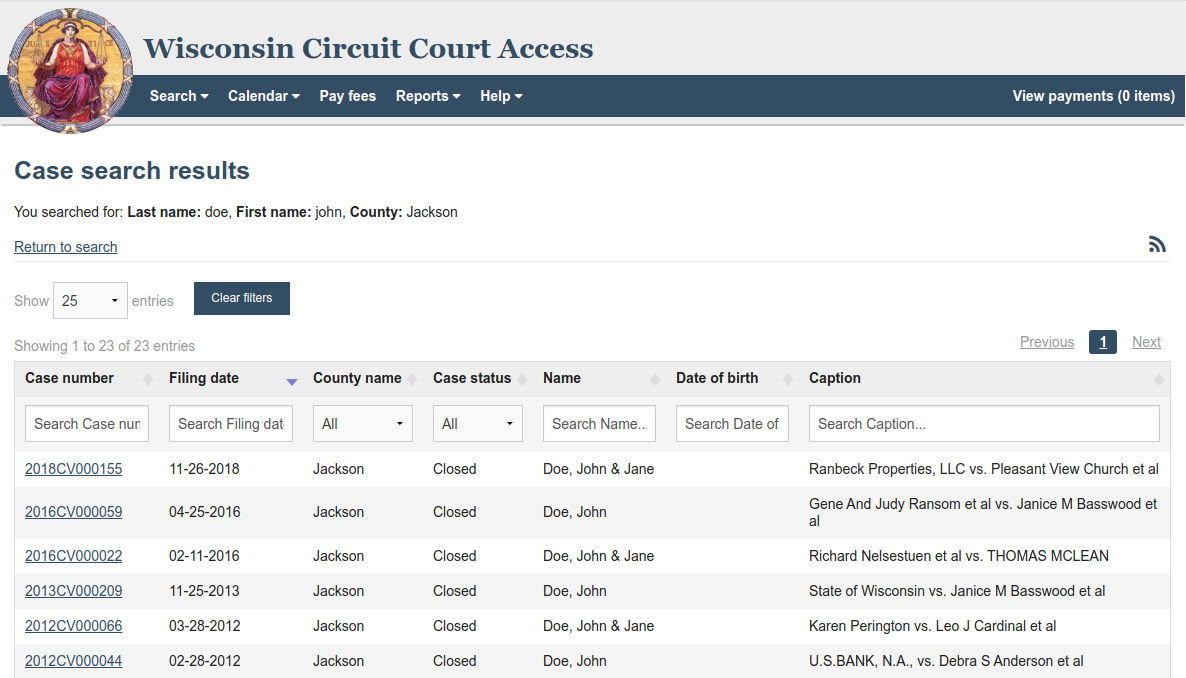 Wisconsin Circuit Court Access
Search Calendar Pay fees Reports Help View payments (0 items)
Case search results
You searched for: Last name: doe, First name: john, County: Jackson
Return to search
Show 25 entries Clear filters
Showing 1 to 23 of 23 entries
Previous 1 Next
Case number Filing date County name Case status Name Date of birth Caption
Search Case nur Search Filing dat All All Search Name... Search Date of Search Caption...
2018CV000155 11-26-2018 Jackson Closed Doe, John & Jane Ranbeck Properties, LLC vs. Pleasant View Church et al
2016CV000059 04-25-2016 Jackson Closed Doe, John Gene And Judy Ransom et al vs. Janice M Basswood et
al
2016CV000022 02-11-2016 Jackson Closed Doe, John & Jane Richard Nelsestuen et al vs. THOMAS MCLEAN
2013CV000209 11-25-2013 Jackson Closed Doe, John State of Wisconsin vs. Janice M Basswood et al
2012CV000066 03-28-2012 Jackson Closed Doe, John & Jane Karen Perington vs. Leo J Cardinal et al
2012CV000044 02-28-2012 Jackson Closed Doe, John U.S.BANK, N.A., vs. Debra S Anderson et al